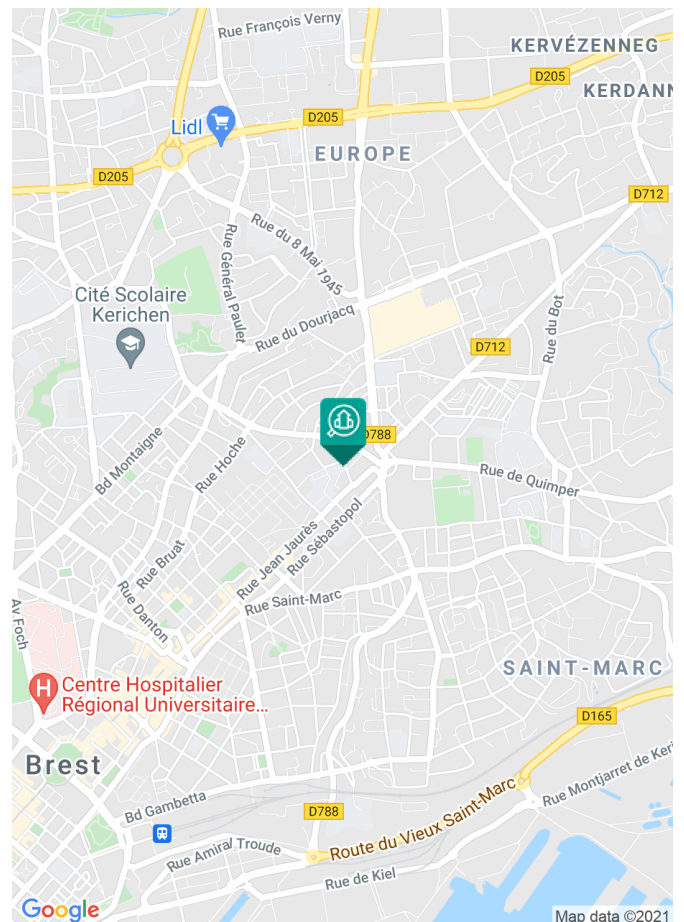 Rue François Verny
KERVÉZENNEG
D205
KERDANN
Lidl
D205
EUROPE
D205
D712
Rue du 8 Mai 1945
Rue Général Paulet
Cité Scolaire
Kerichen
Rue du Dourjacq
Rue du Bot
D712
D788
Bd Montaigne
Rue Hoche
Rue de Quimper
Rue Jean Jaurès
Rue Sébastopol
Rue Bruat
Rue Danton
Rue Saint-Marc
Av Foch
SAINT-MARC
Centre Hospitalier
Régional Universitaire...
D165
Brest
Rue Montjarret de Keri
Bd Gambetta
D788
Route du Vieux Saint-Marc
Rue Amiral Troude
Rue de Kiel
Google
Map data ©2021